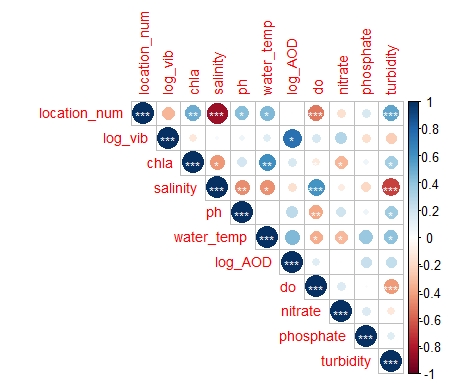 location_num
log_vib
chla
salinity
ph
water_temp
log_AOD
do
nitrate
phosphate
turbidity
location_num *** ** *** * * *** ***
log_vib *** *
chla *** * ** * *
salinity *** ** * *** ***
ph *** ** *
water_temp *** * * *
log_AOD ***
do *** **
nitrate ***
phosphate ***
turbidity ***
1
0.8
0.6
0.4
0.2
0
-0.2
-0.4
-0.6
-0.8
-1